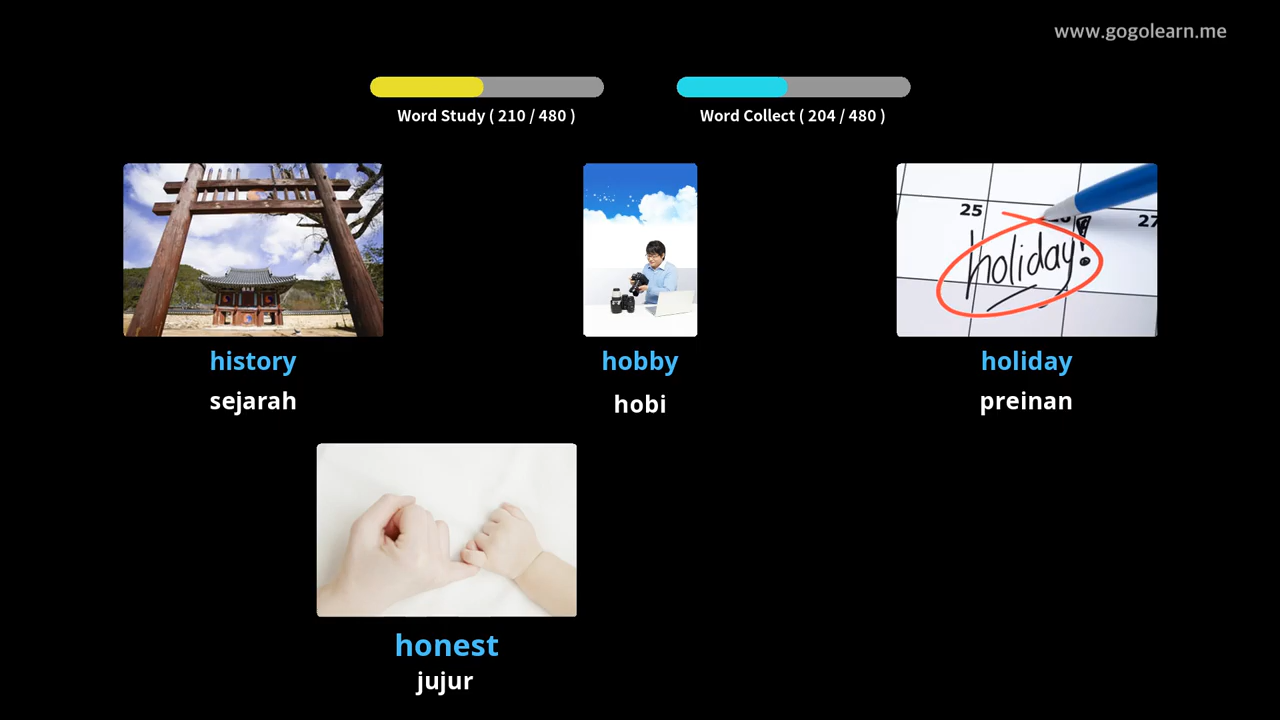 www.gogolearn.me
Word Study ( 210 / 480 )
Word Collect ( 204 / 480 )
25
27
holiday!
history
hobby
holiday
sejarah
hobi
preinan
honest
jujur